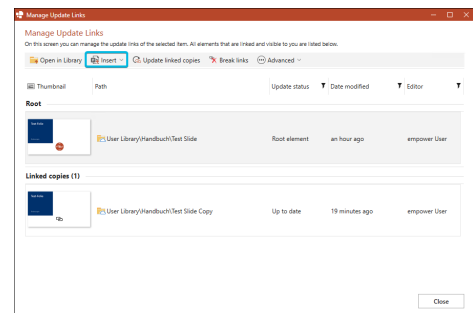 Manage Update Links
Manage Update Links
On this screen you can manage the update links of the selected item. All elements that are linked and visible to you are listed below.
Open in Library Insert Update linked copies Break links Advanced
Thumbnail Path Update status Date modified Editor
Root
User Library\Handbuch\Test Slide Root element an hour ago empower User
Linked copies (1)
User Library\Handbuch\Test Slide Copy Up to date 19 minutes ago empower User
Close